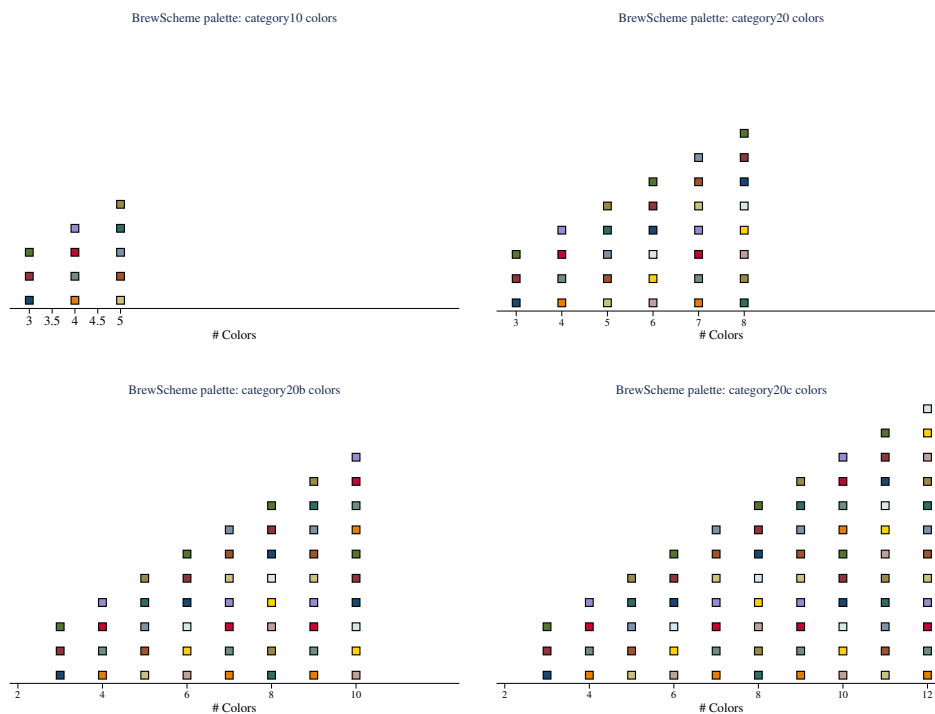 BrewScheme palette: category10 colors
3 3.5 4 4.5 5
# Colors
BrewScheme palette: category20 colors
3 4 5 6 7 8
# Colors
BrewScheme palette: category20b colors
2 4 6 8 10
# Colors
BrewScheme palette: category20c colors
2 4 6 8 10 12
# Colors